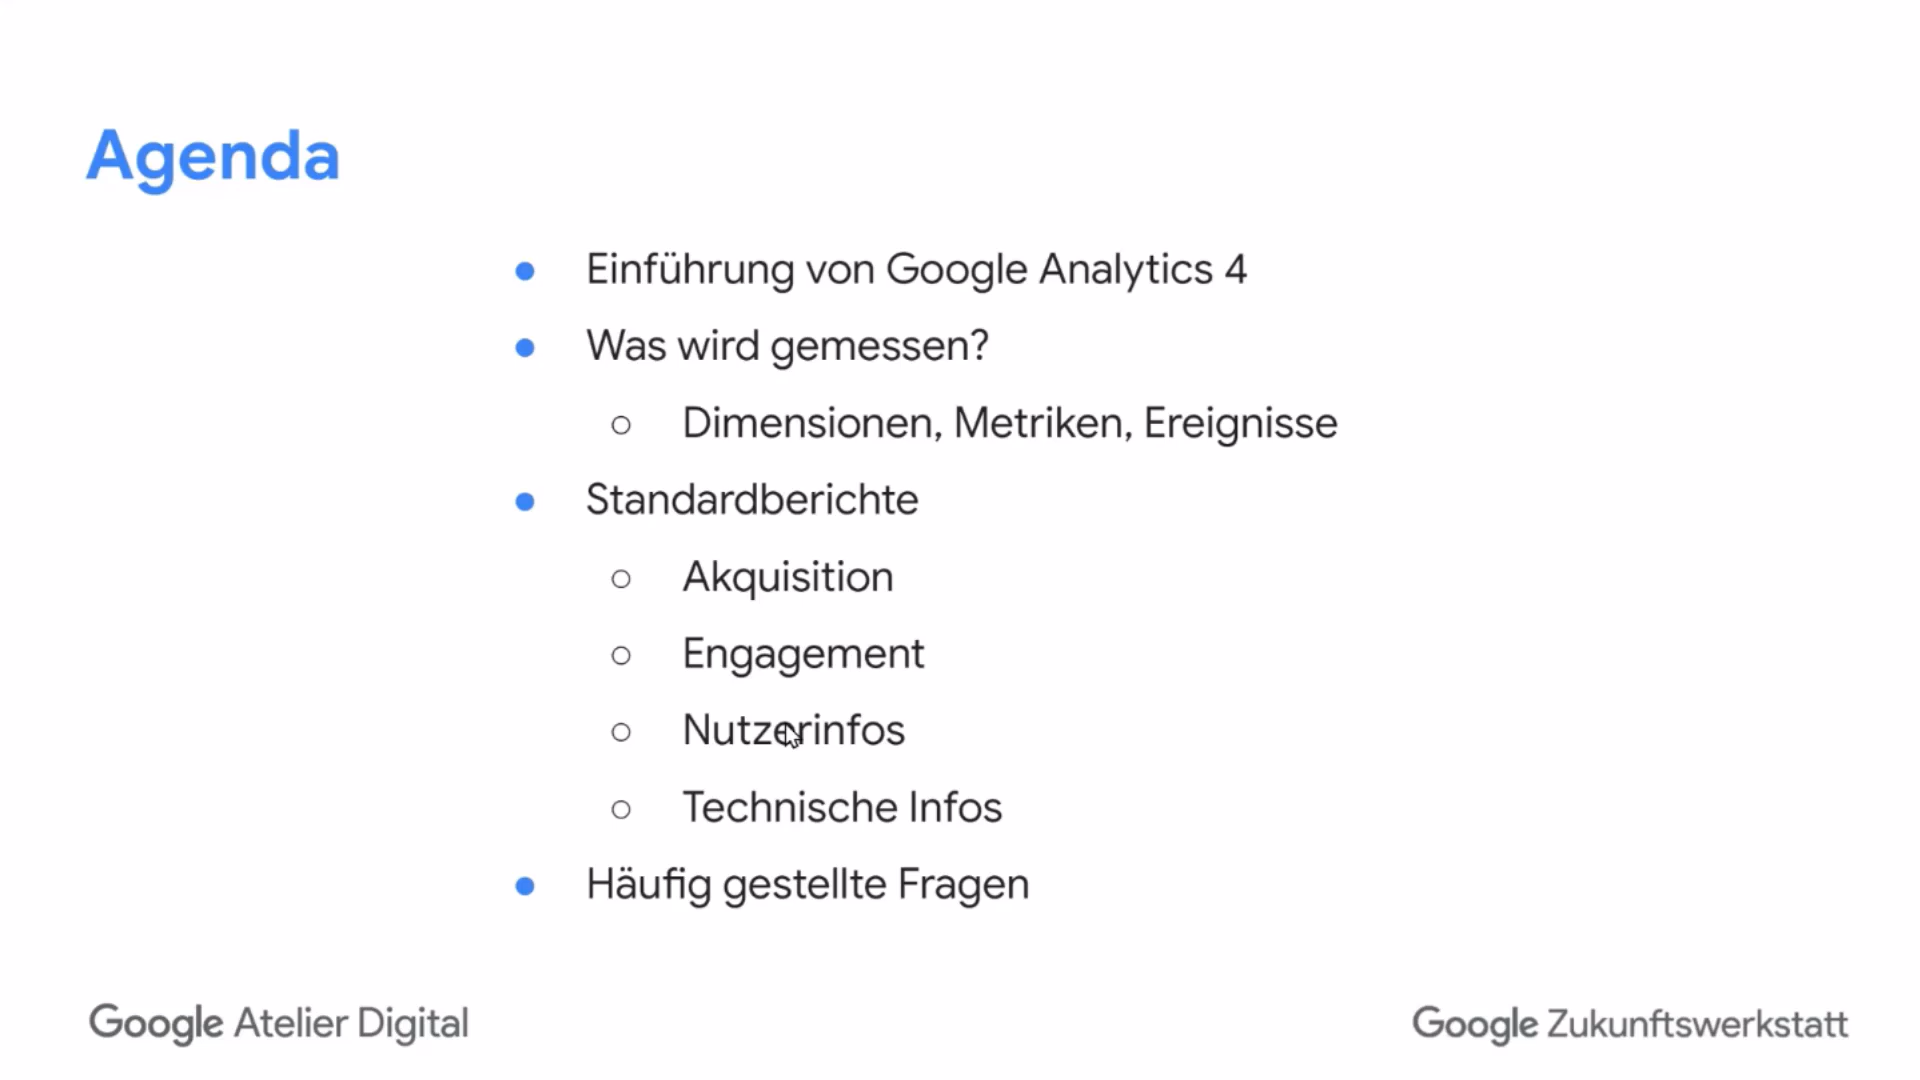 Agenda
Einführung von Google Analytics 4
Was wird gemessen?
Dimensionen, Metriken, Ereignisse
Standardberichte
Akquisition
Engagement
Nutzerinfos
Technische Infos
Häufig gestellte Fragen
Google Atelier Digital
Google Zukunftswerkstatt